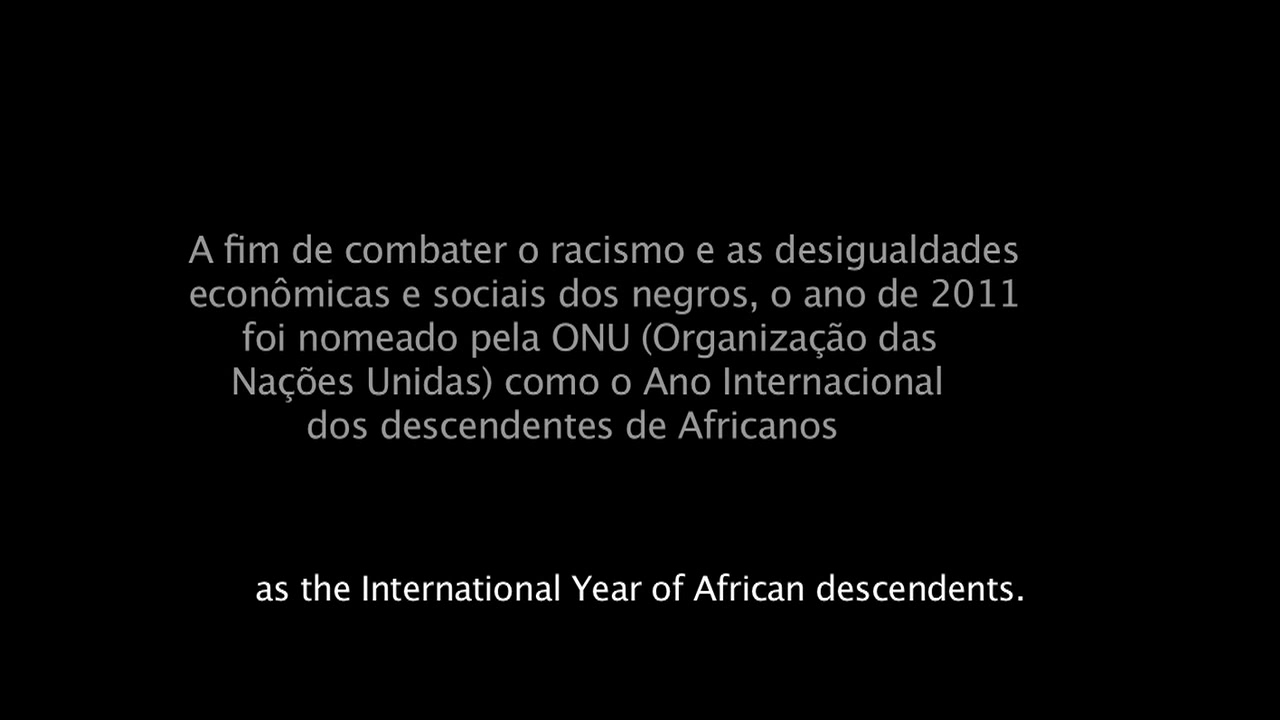 A fim de combater o racismo e as desigualdades
econômicas e sociais dos negros, o ano de 2011
foi nomeado pela ONU (Organização das
Nações Unidas) como o Ano Internacional
dos descendentes de Africanos
as the International Year of African descendents.